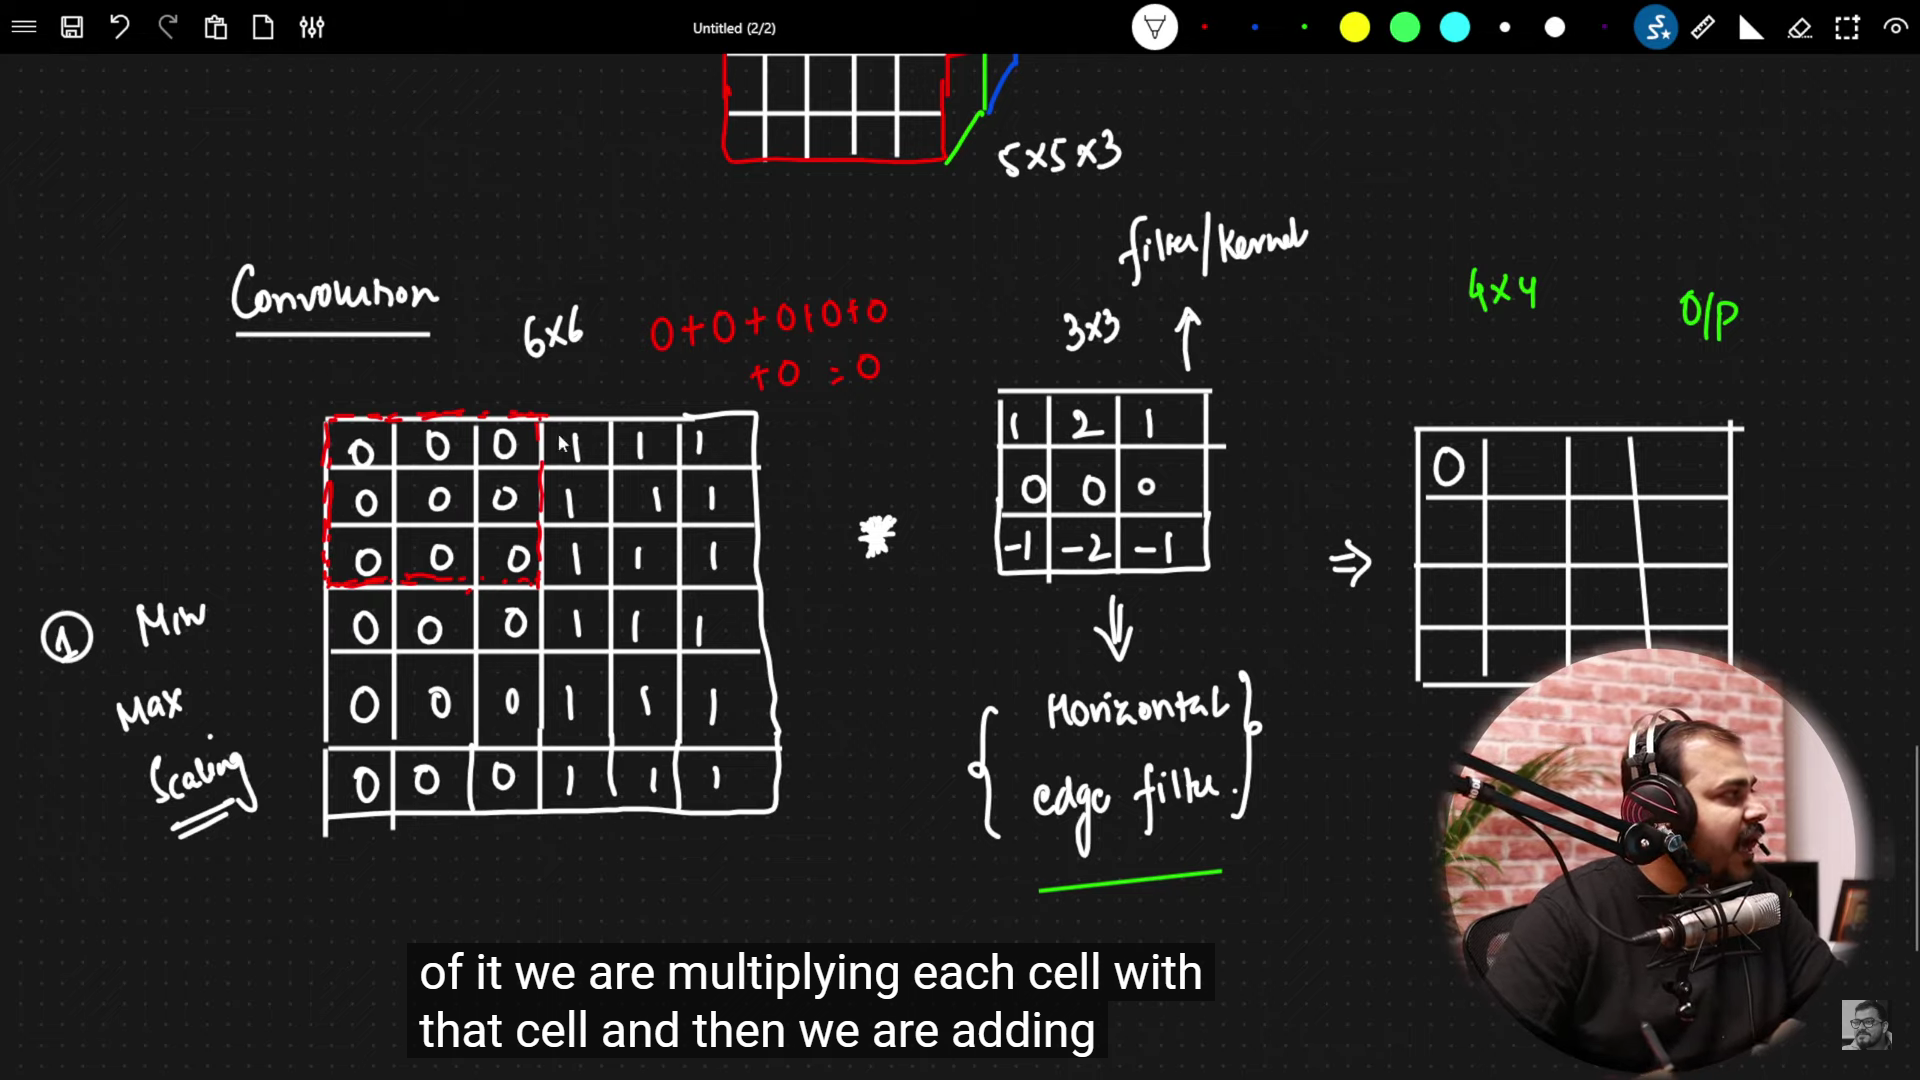 Untitled (2/2)
5×5×3
filter/kernel
Convolution
6×6
0+0+0+0+0
+0 = 0
3×3
4×4
O/P
0 0 0 1 1 1
0 0 0 1 1 1
0 0 0 1 1 1
0 0 0 1 1 1
0 0 0 1 1 1
0 0 0 1 1 1
*
1 2 1
0 0 0
-1 -2 -1
⇒
0
① Min
Max
Scaling
Horizontal
edge filter.
of it we are multiplying each cell with
that cell and then we are adding